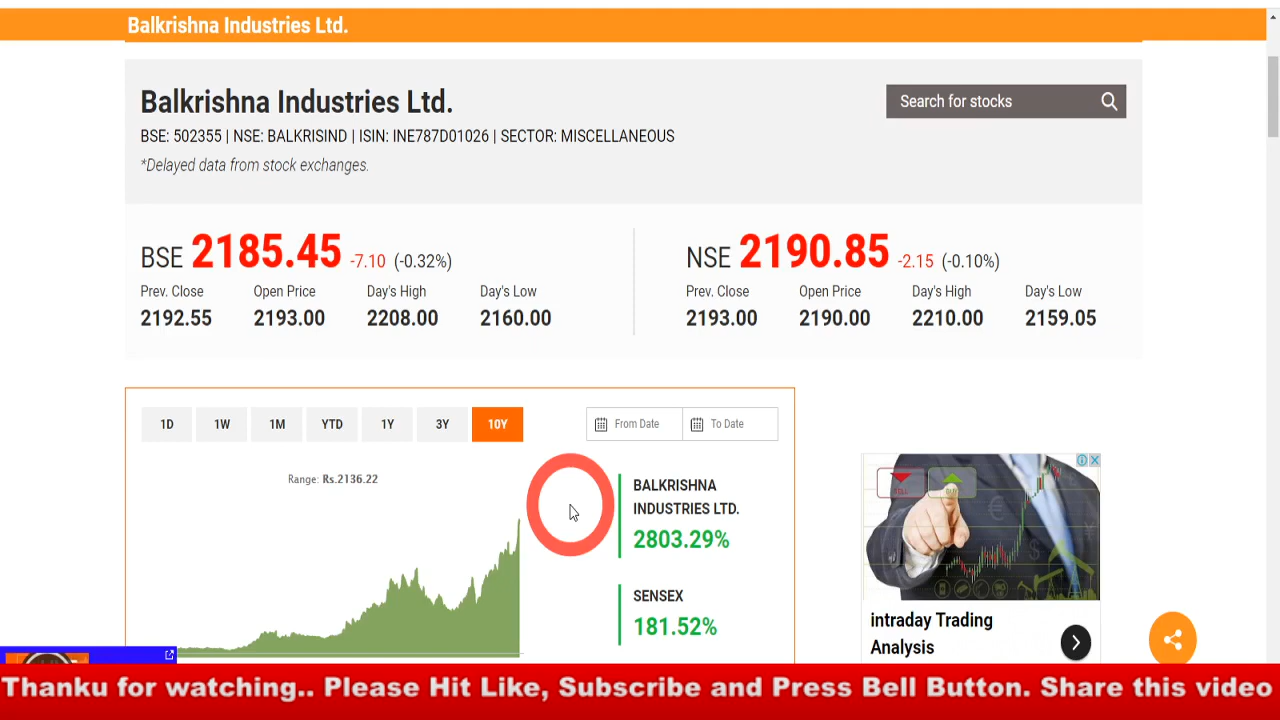 Balkrishna Industries Ltd.
Balkrishna Industries Ltd.
Search for stocks
BSE: 502355 | NSE: BALKRISIND | ISIN: INE787D01026 | SECTOR: MISCELLANEOUS
*Delayed data from stock exchanges.
BSE 2185.45 -7.10 (-0.32%)
Prev. Close Open Price Day's High Day's Low
2192.55 2193.00 2208.00 2160.00
NSE 2190.85 -2.15 (-0.10%)
Prev. Close Open Price Day's High Day's Low
2193.00 2190.00 2210.00 2159.05
1D 1W 1M YTD 1Y 3Y 10Y From Date To Date
Range: Rs.2136.22
BALKRISHNA
INDUSTRIES LTD.
2803.29%
SENSEX
181.52%
SELL BUY
intraday Trading
Analysis
Thanku for watching.. Please Hit Like, Subscribe and Press Bell Button. Share this video